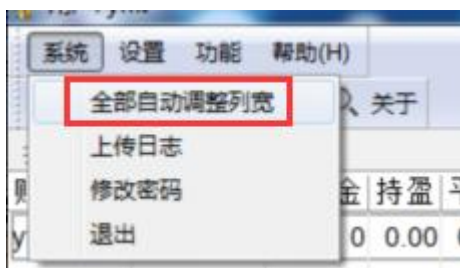 系统 设置 功能 帮助(H)
全部自动调整列宽
关于
上传日志
修改密码
金 持盈
退出
0 0.00